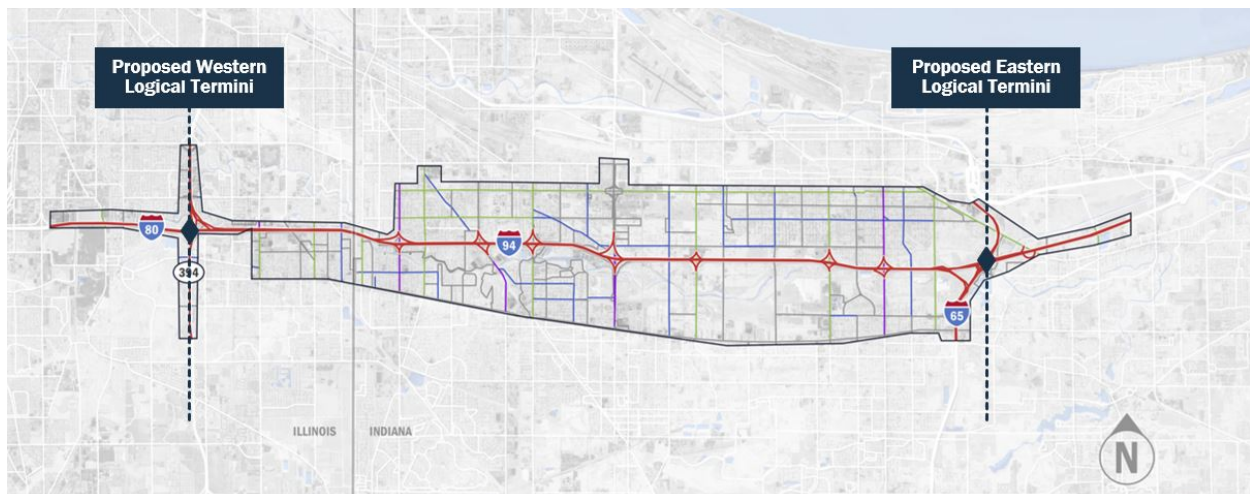 Proposed Western
Logical Termini
Proposed Eastern
Logical Termini
80
394
94
65
ILLINOIS
INDIANA
N